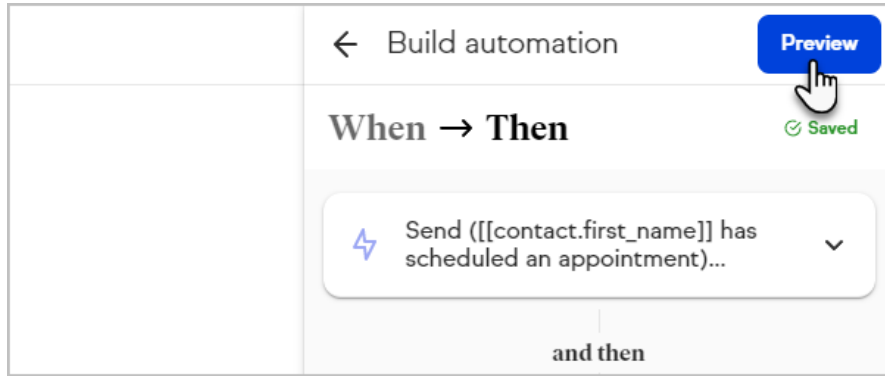 Build automation
Preview
When → Then
Saved
Send ([[contact.first_name]] has
scheduled an appointment)...
and then